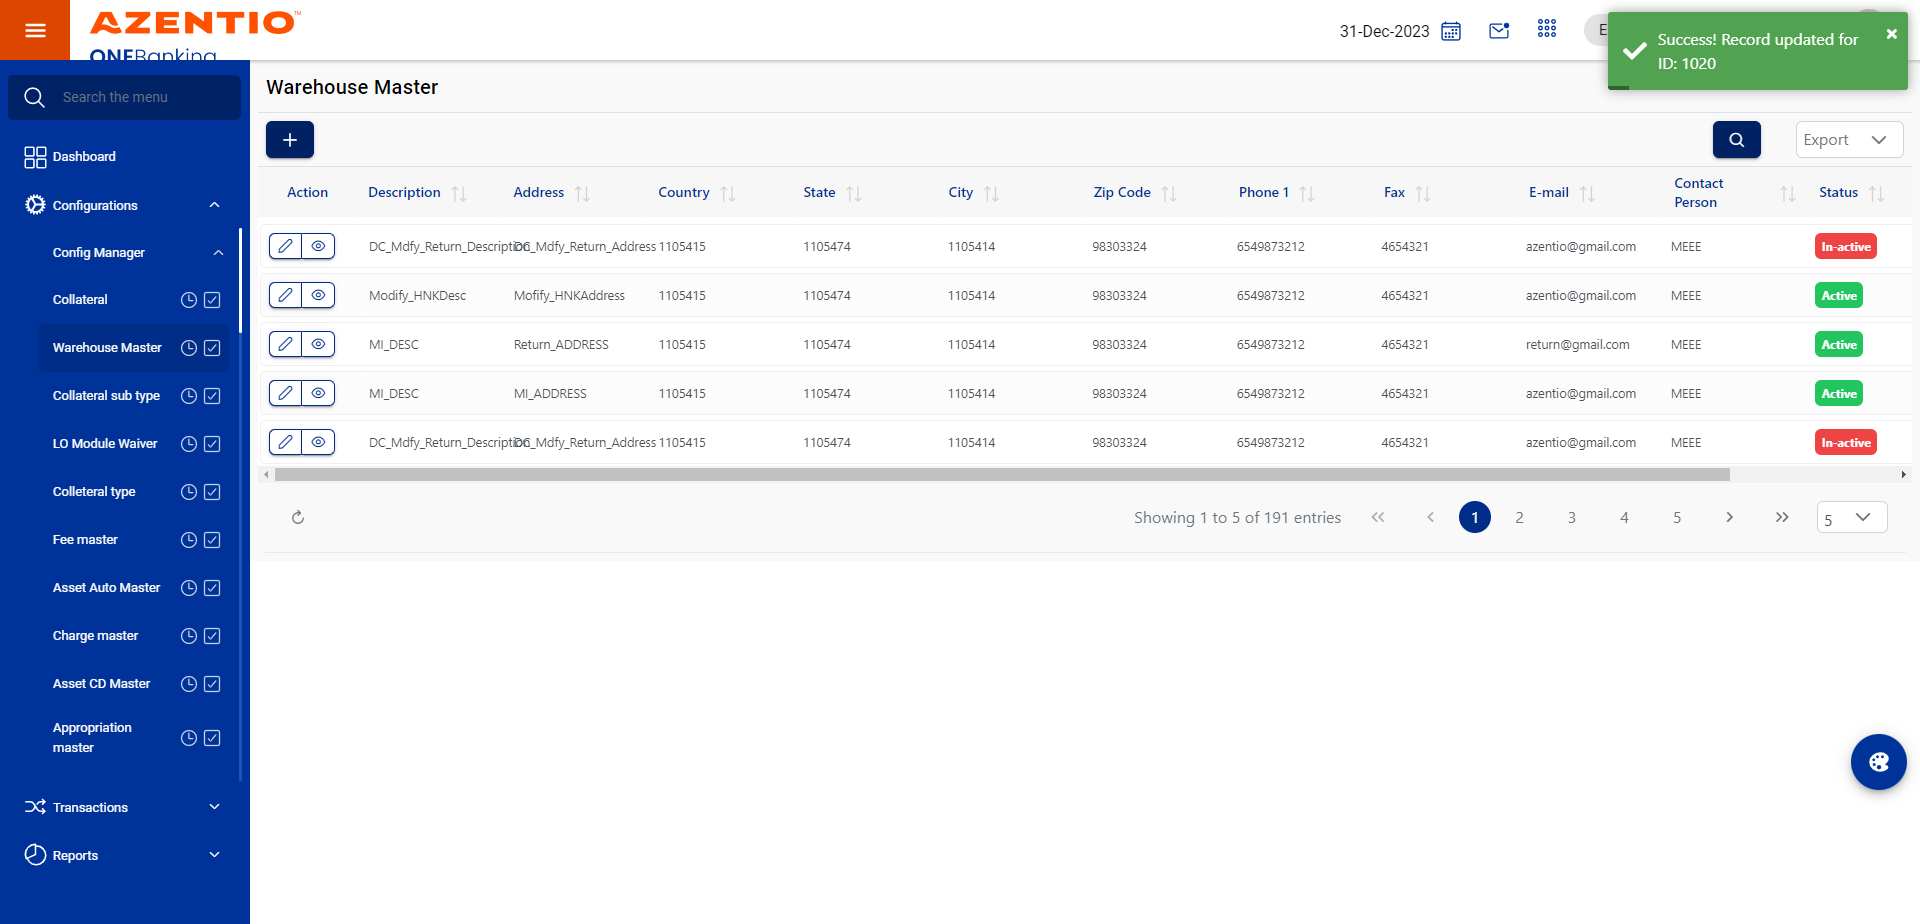 AZENTIO™
ONEBanking
31-Dec-2023
E
Success! Record updated for
ID: 1020
Search the menu
Dashboard
Configurations
Config Manager
Collateral
Warehouse Master
Collateral sub type
LO Module Waiver
Colleteral type
Fee master
Asset Auto Master
Charge master
Asset CD Master
Appropriation
master
Transactions
Reports
Warehouse Master
Export
Action Description Address Country State City Zip Code Phone 1 Fax E-mail Contact Person Status
DC_Mdfy_Return_Description DC_Mdfy_Return_Address 1105415 1105474 1105414 98303324 6549873212 4654321 azentio@gmail.com MEEE In-active
Modify_HNKDesc Mofify_HNKAddress 1105415 1105474 1105414 98303324 6549873212 4654321 azentio@gmail.com MEEE Active
MI_DESC Return_ADDRESS 1105415 1105474 1105414 98303324 6549873212 4654321 return@gmail.com MEEE Active
MI_DESC MI_ADDRESS 1105415 1105474 1105414 98303324 6549873212 4654321 azentio@gmail.com MEEE Active
DC_Mdfy_Return_Description DC_Mdfy_Return_Address 1105415 1105474 1105414 98303324 6549873212 4654321 azentio@gmail.com MEEE In-active
Showing 1 to 5 of 191 entries 1 2 3 4 5 5